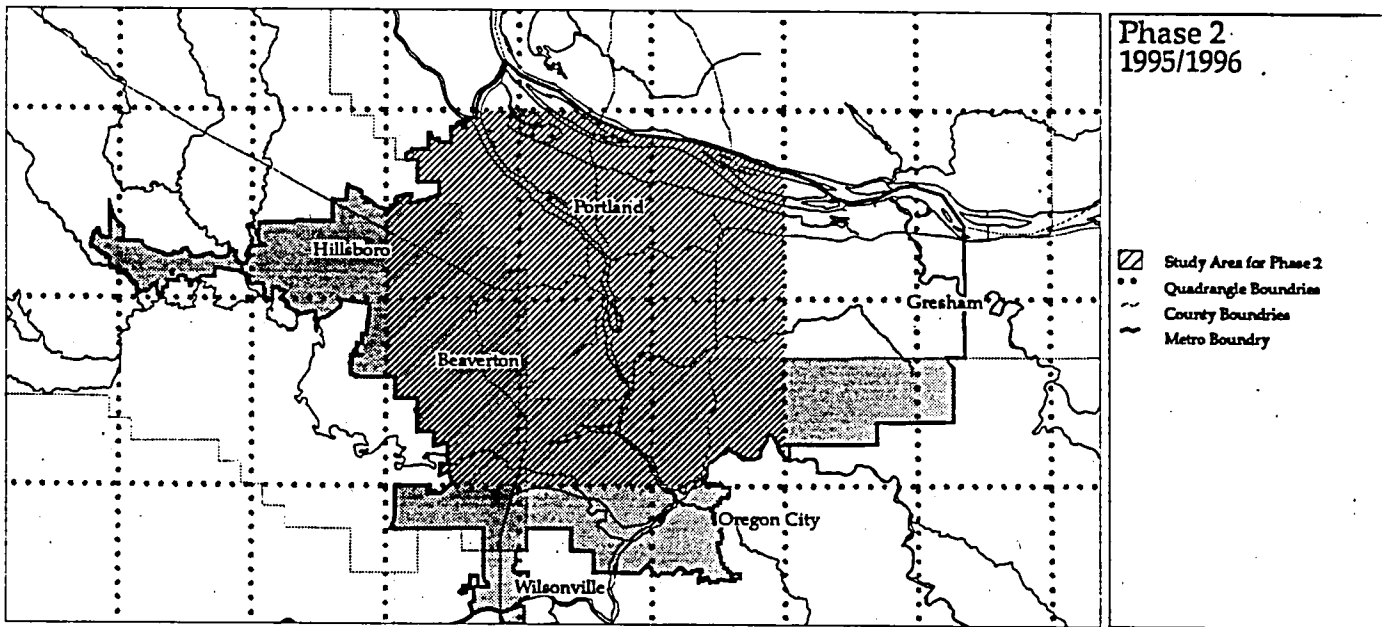 Phase 2
1995/1996
Portland
Hillsboro
Gresham
Beaverton
Oregon City
Wilsonville
Study Area for Phase 2
Quadrangle Boundries
County Boundries
Metro Boundry